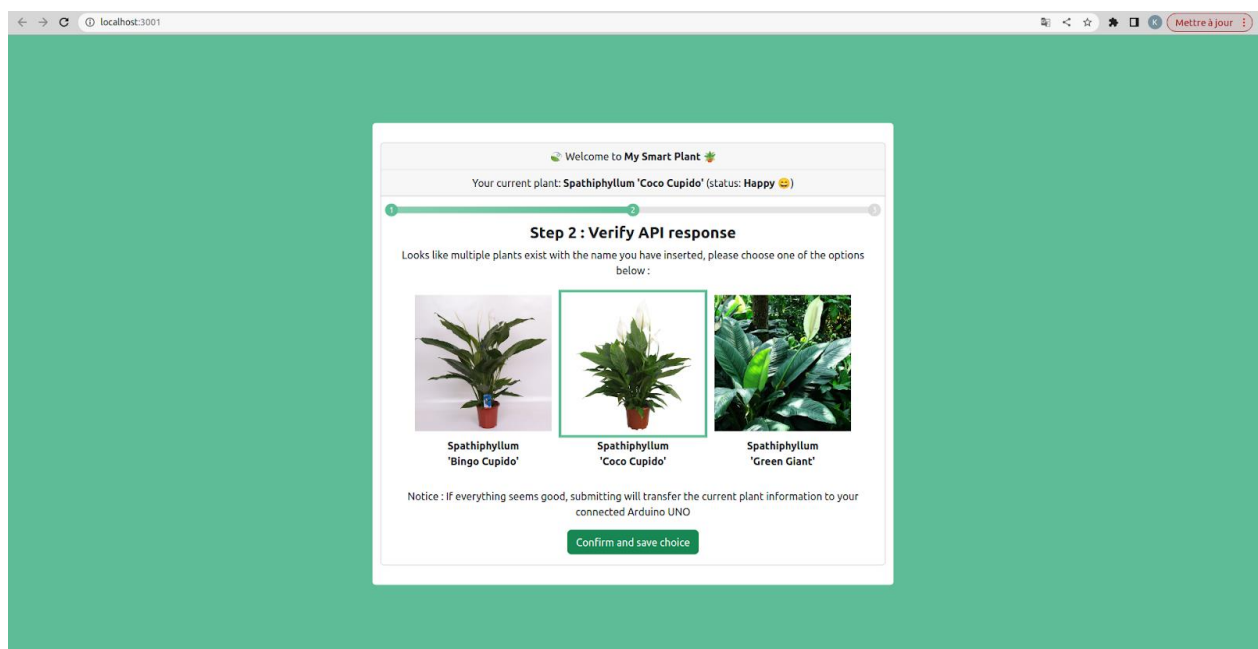 localhost:3001
K
Mettre à jour
🍃 Welcome to My Smart Plant 🪴
Your current plant: Spathiphyllum 'Coco Cupido' (status: Happy 😄)
1
2
3
Step 2 : Verify API response
Looks like multiple plants exist with the name you have inserted, please choose one of the options
below :
Spathiphyllum
'Bingo Cupido'
Spathiphyllum
'Coco Cupido'
Spathiphyllum
'Green Giant'
Notice : If everything seems good, submitting will transfer the current plant information to your
connected Arduino UNO
Confirm and save choice